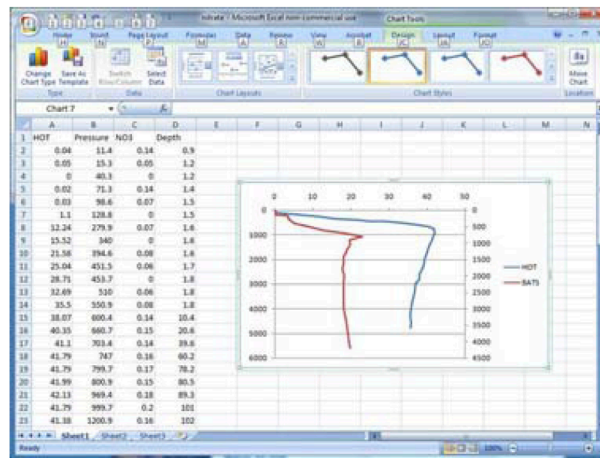 nitrate - Microsoft Excel non-commercial use Chart Tools
Home Insert Page Layout Formulas Data Review View Acrobat Design Layout Format
Change Chart Type Save As Template Switch Row/Column Select Data Move Chart
Type Data Chart Layouts Chart Styles Location
Chart 7 fx
A B C D E F G H I J K L M N
1 HOT Pressure NO3 Depth
2 0.04 11.4 0.14 0.9
3 0.05 15.3 0.05 1.2
4 0 40.3 0 1.2
5 0.02 71.3 0.14 1.4
6 0.03 98.6 0.07 1.5
7 1.1 128.8 0 1.5
8 12.24 279.9 0.07 1.6
9 15.52 340 0 1.6
10 21.58 394.6 0.08 1.6
11 25.04 451.5 0.06 1.7
12 28.71 453.7 0 1.8
13 32.69 510 0.06 1.8
14 35.5 550.9 0.08 1.8
15 38.07 600.4 0.14 10.4
16 40.35 660.7 0.15 20.6
17 41.1 703.4 0.14 39.6
18 41.79 747 0.16 60.2
19 41.79 799.7 0.17 78.2
20 41.99 800.9 0.15 80.5
21 42.13 969.4 0.18 89.3
22 41.79 999.7 0.2 101
23 41.38 1200.9 0.16 102
0 10 20 30 40 50
0 1000 2000 3000 4000 5000 6000
0 500 1000 1500 2000 2500 3000 3500 4000 4500
HOT
BATS
Sheet1 Sheet2 Sheet3
Ready 100%